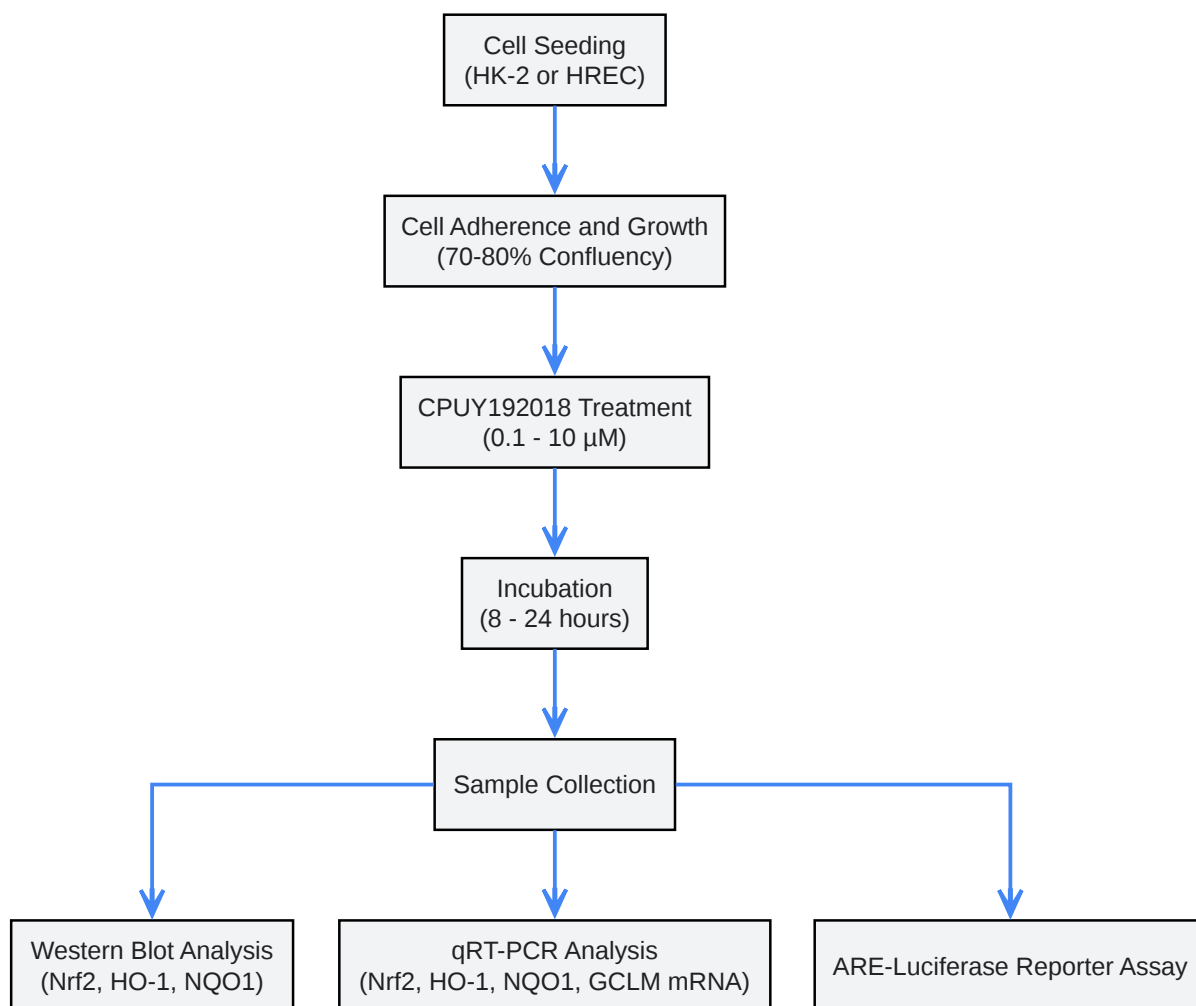 Cell Seeding
(HK-2 or HREC)
Cell Adherence and Growth
(70-80% Confluency)
CPUY192018 Treatment
(0.1 - 10 µM)
Incubation
(8 - 24 hours)
Sample Collection
Western Blot Analysis
(Nrf2, HO-1, NQO1)
qRT-PCR Analysis
(Nrf2, HO-1, NQO1, GCLM mRNA)
ARE-Luciferase Reporter Assay